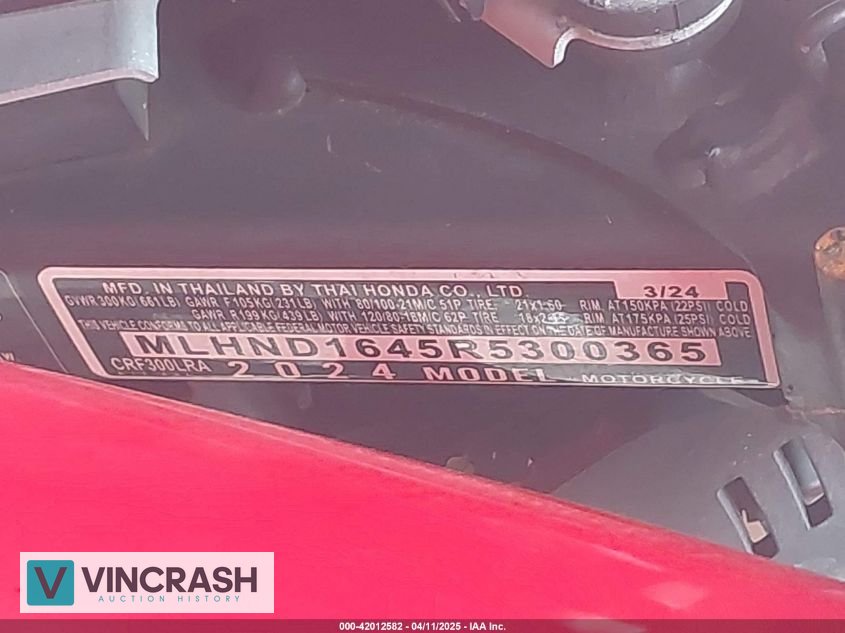 MFD. IN THAILAND BY THAI HONDA CO., LTD. 3/24
GVWR 300KG (661LB) GAWR F 105KG (231LB) WITH 80/100-21M/C 51P TIRE 21x1.60 RIM AT150KPA (22PSI) COLD
GAWR R 199KG (439LB) WITH 120/80-18M/C 62P TIRE RIM AT175KPA (25PSI) COLD
THIS VEHICLE CONFORMS TO ALL APPLICABLE FEDERAL MOTOR VEHICLE SAFETY STANDARDS IN EFFECT ON THE DATE OF MANUFACTURE SHOWN ABOVE.
MLHND1645R5300365
CRF300LRA 2024 MODEL MOTORCYCLE
VINCRASH
AUCTION HISTORY
000-42012582 - 04/11/2025 - IAA Inc.